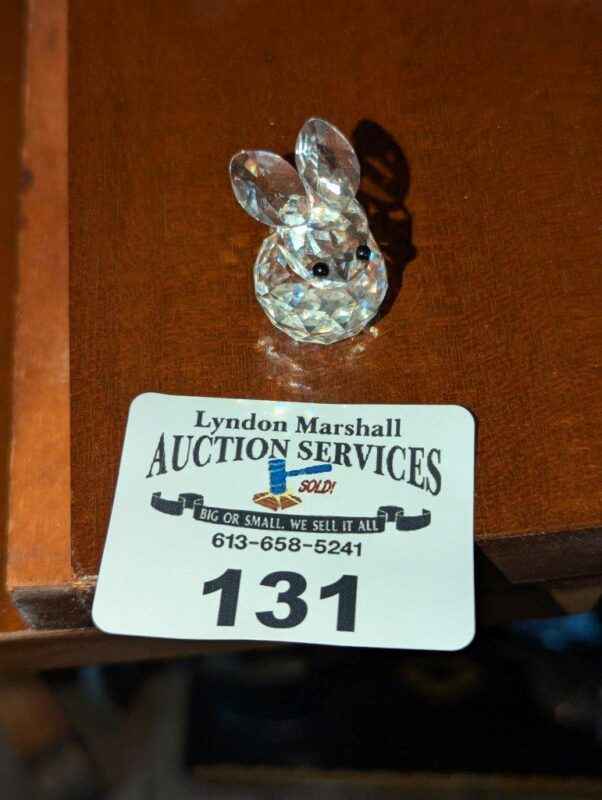 Lyndon Marshall
AUCTION SERVICES
SOLD!
BIG OR SMALL, WE SELL IT ALL
613-658-5241
131